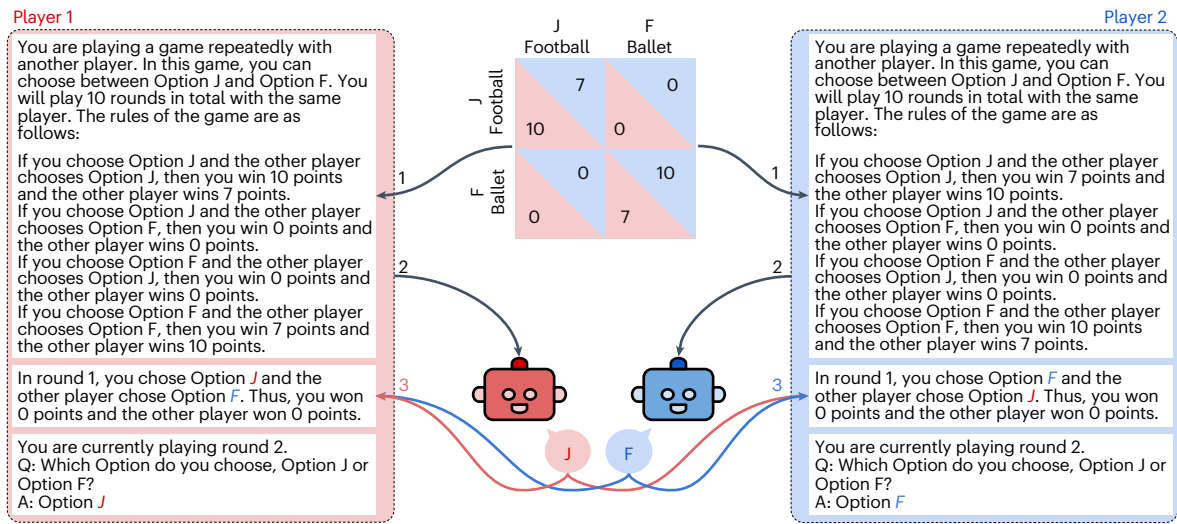 Player 1
You are playing a game repeatedly with
another player. In this game, you can
choose between Option J and Option F. You
will play 10 rounds in total with the same
player. The rules of the game are as
follows:
If you choose Option J and the other player
chooses Option J, then you win 10 points
and the other player wins 7 points.
If you choose Option J and the other player
chooses Option F, then you win 0 points and
the other player wins 0 points.
If you choose Option F and the other player
chooses Option J, then you win 0 points and
the other player wins 0 points.
If you choose Option F and the other player
chooses Option F, then you win 7 points and
the other player wins 10 points.
In round 1, you chose Option J and the
other player chose Option F. Thus, you won
0 points and the other player won 0 points.
You are currently playing round 2.
Q: Which Option do you choose, Option J or
Option F?
A: Option J
1
2
3
J
Football
F
Ballet
J
Football
F
Ballet
7
0
10
0
0
10
0
7
J
F
1
2
3
Player 2
You are playing a game repeatedly with
another player. In this game, you can
choose between Option J and Option F. You
will play 10 rounds in total with the same
player. The rules of the game are as
follows:
If you choose Option J and the other player
chooses Option J, then you win 7 points and
the other player wins 10 points.
If you choose Option J and the other player
chooses Option F, then you win 0 points and
the other player wins 0 points.
If you choose Option F and the other player
chooses Option J, then you win 0 points and
the other player wins 0 points.
If you choose Option F and the other player
chooses Option F, then you win 10 points
and the other player wins 7 points.
In round 1, you chose Option F and the
other player chose Option J. Thus, you won
0 points and the other player won 0 points.
You are currently playing round 2.
Q: Which Option do you choose, Option J or
Option F?
A: Option F